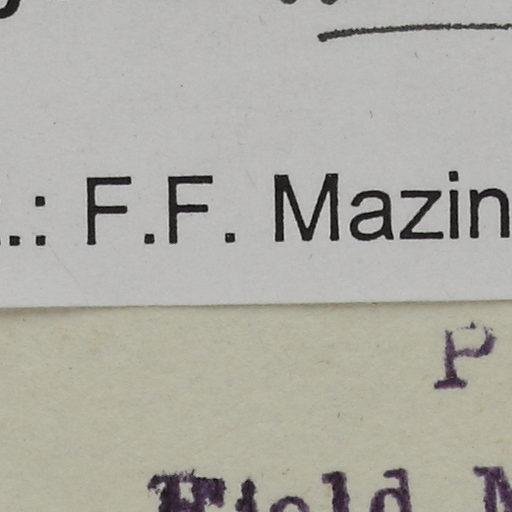 .: F.F. Mazin
P
Field M